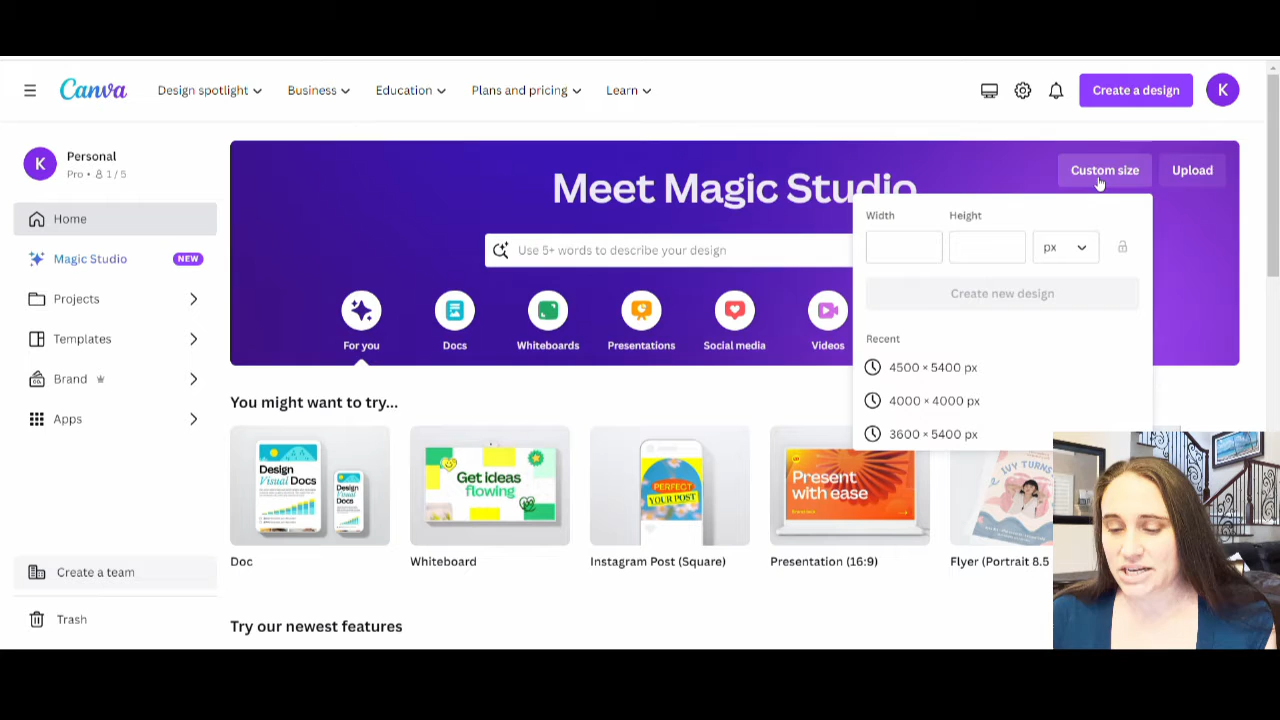 Canva
Design spotlight
Business
Education
Plans and pricing
Learn
Create a design
K
K
Personal
Pro • 1 / 5
Home
Magic Studio
NEW
Projects
Templates
Brand
Apps
Create a team
Trash
Meet Magic Studio
Custom size
Upload
Use 5+ words to describe your design
For you
Docs
Whiteboards
Presentations
Social media
Videos
Width
Height
px
Create new design
Recent
4500 × 5400 px
4000 × 4000 px
3600 × 5400 px
You might want to try...
Design
Visual Docs
Design
Visual
Docs
Get ideas
flowing
PERFECT
YOUR POST
Present
with ease
IVY TURNS
Doc
Whiteboard
Instagram Post (Square)
Presentation (16:9)
Flyer (Portrait 8.5
Try our newest features